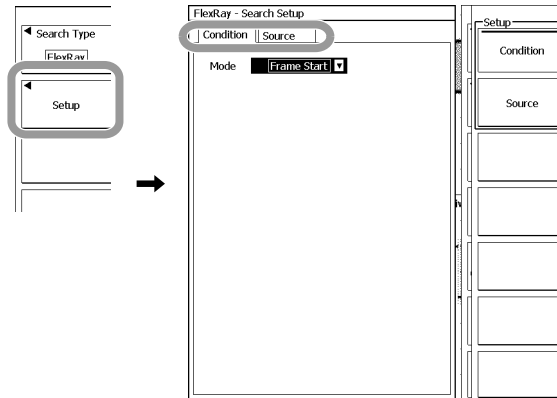 Search Type
FlexRay
Setup
FlexRay - Search Setup
Condition
Source
Mode
Frame Start
Setup
Condition
Source